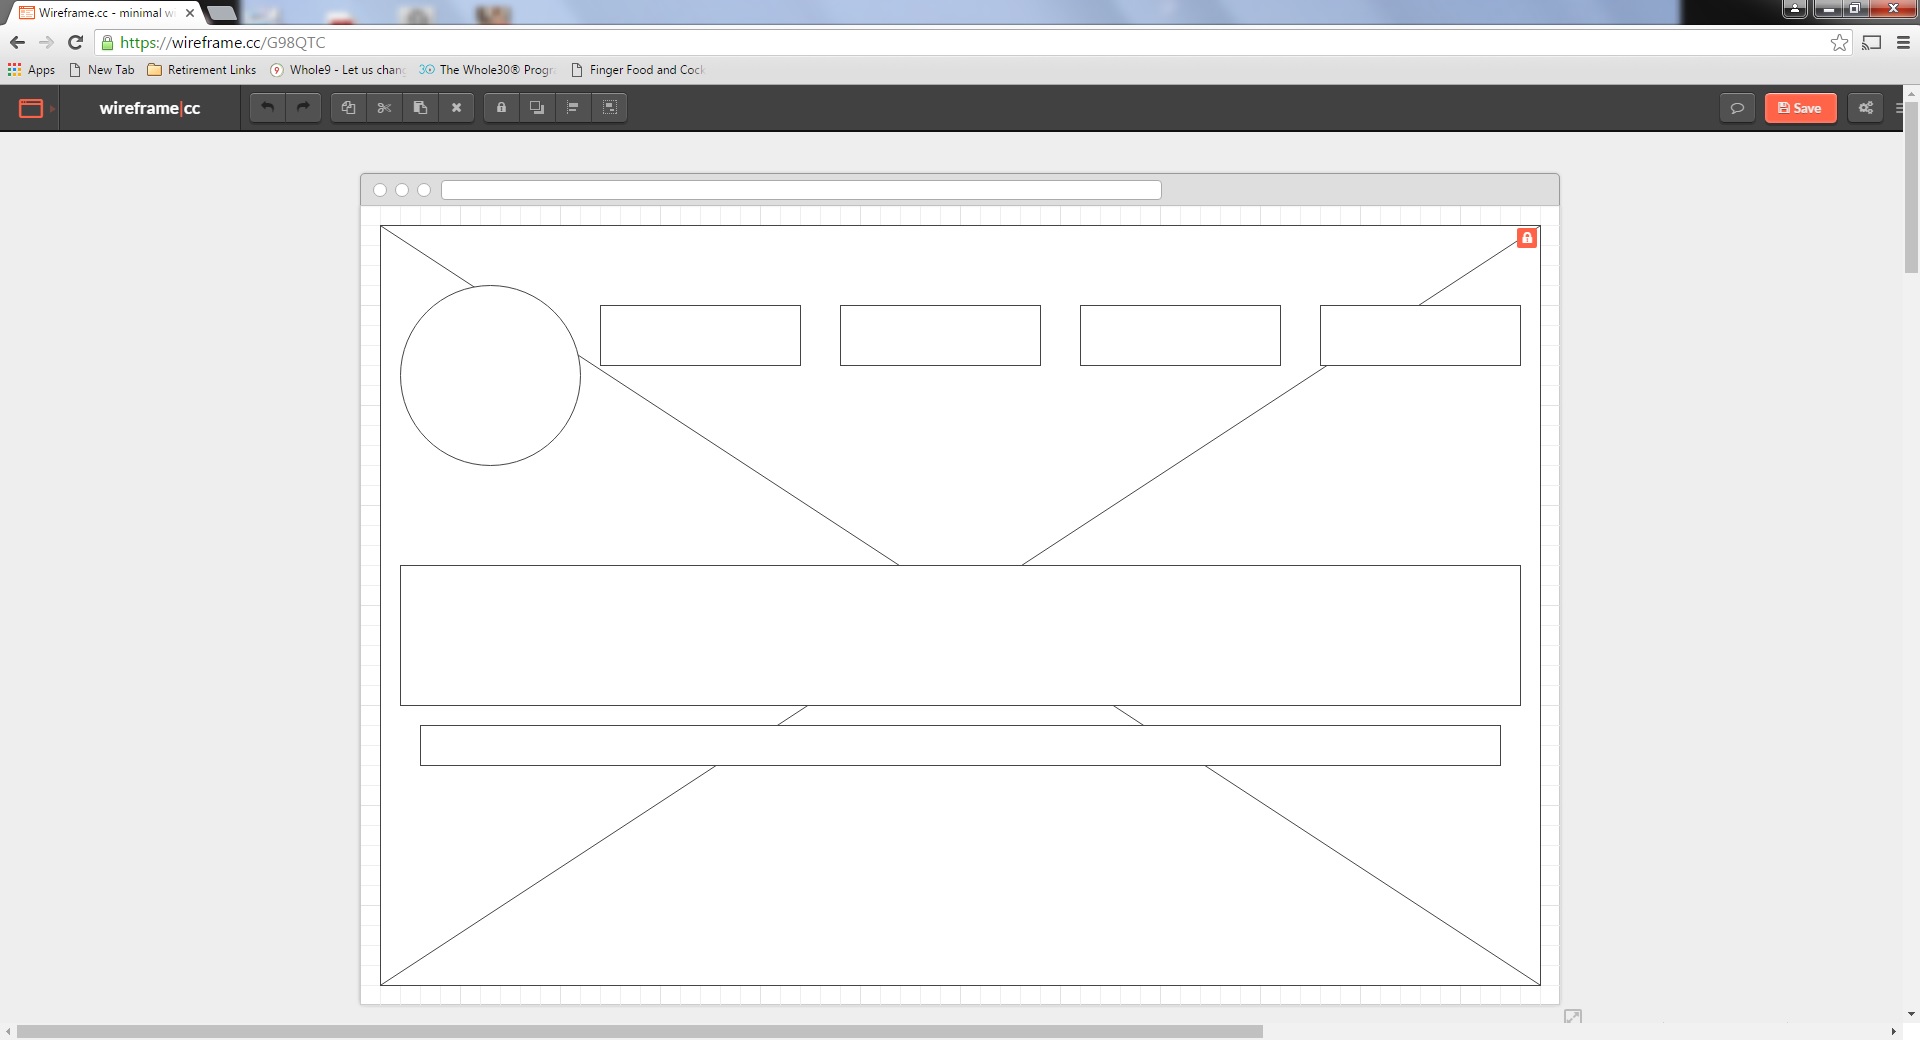 Wireframe.cc - minimal w
https://wireframe.cc/G98QTC
Apps New Tab Retirement Links Whole9 - Let us chang The Whole30® Progr Finger Food and Cock
wireframe|cc Save